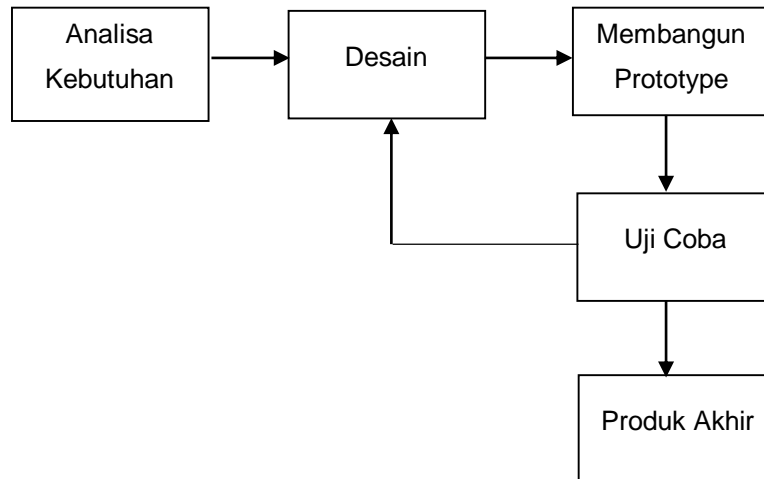 Analisa
Kebutuhan
Desain
Membangun
Prototype
Uji Coba
Produk Akhir